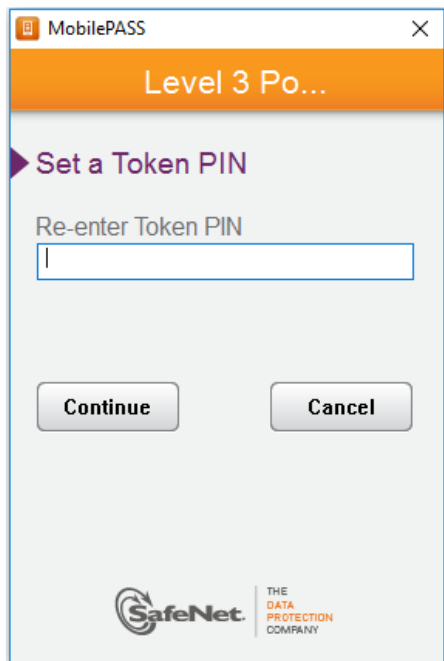 MobilePASS
Level 3 Po...
Set a Token PIN
Re-enter Token PIN
Continue
Cancel
SafeNet.
THE
DATA
PROTECTION
COMPANY